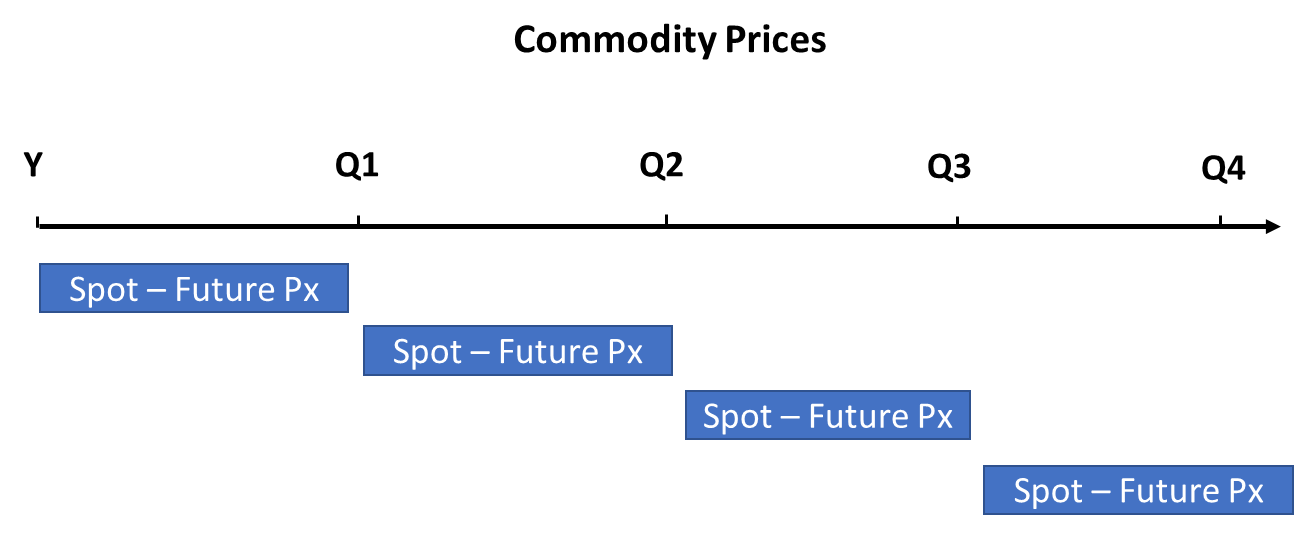 Commodity Prices
Y Q1 Q2 Q3 Q4
Spot – Future Px
Spot – Future Px
Spot – Future Px
Spot – Future Px